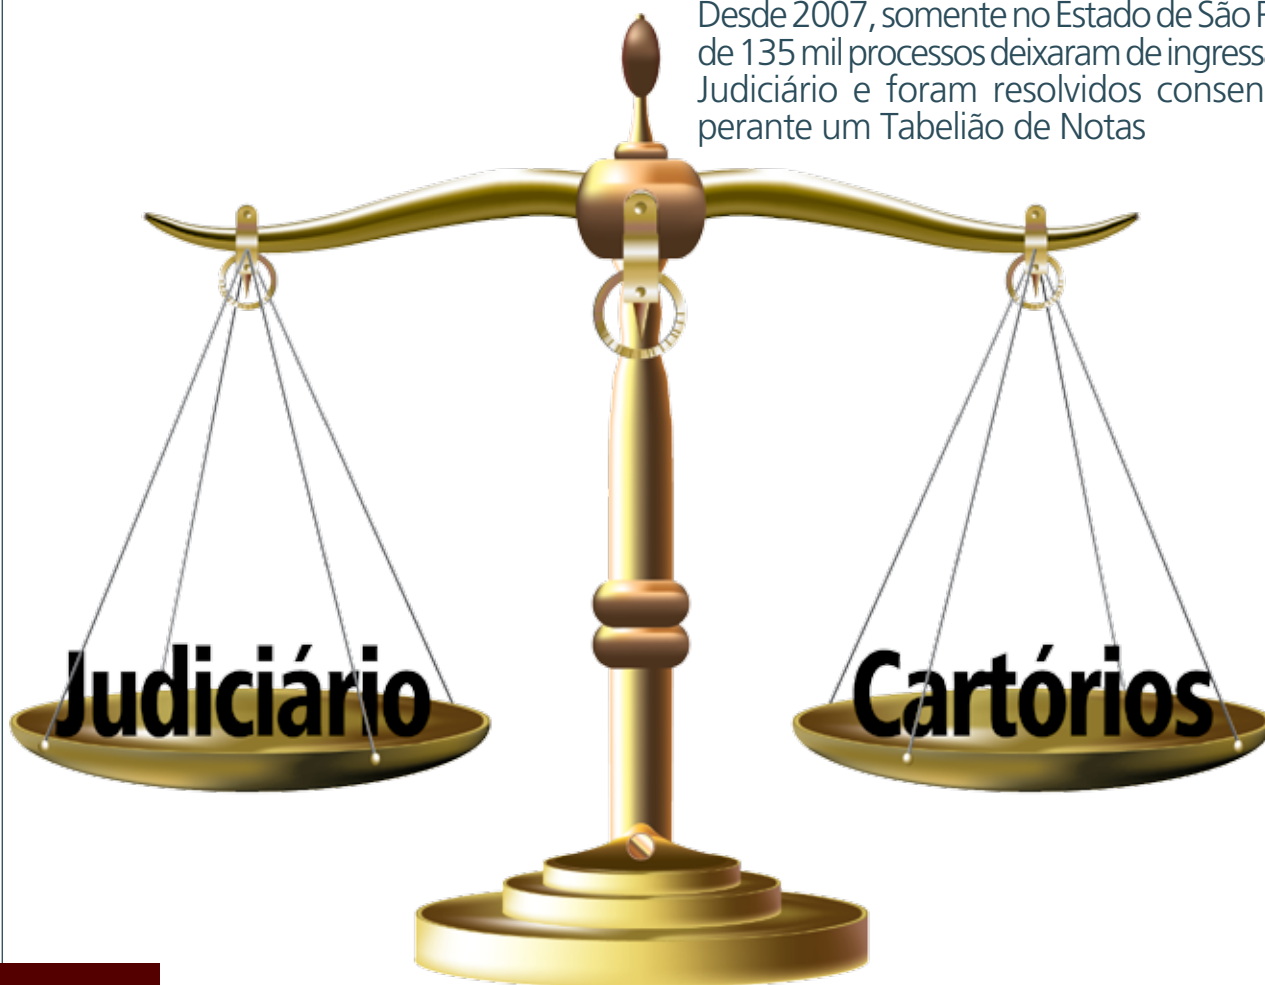 Desde 2007, somente no Estado de São P
de 135 mil processos deixaram de ingressa
Judiciário e foram resolvidos consen
perante um Tabelião de Notas
Judiciário
Cartórios